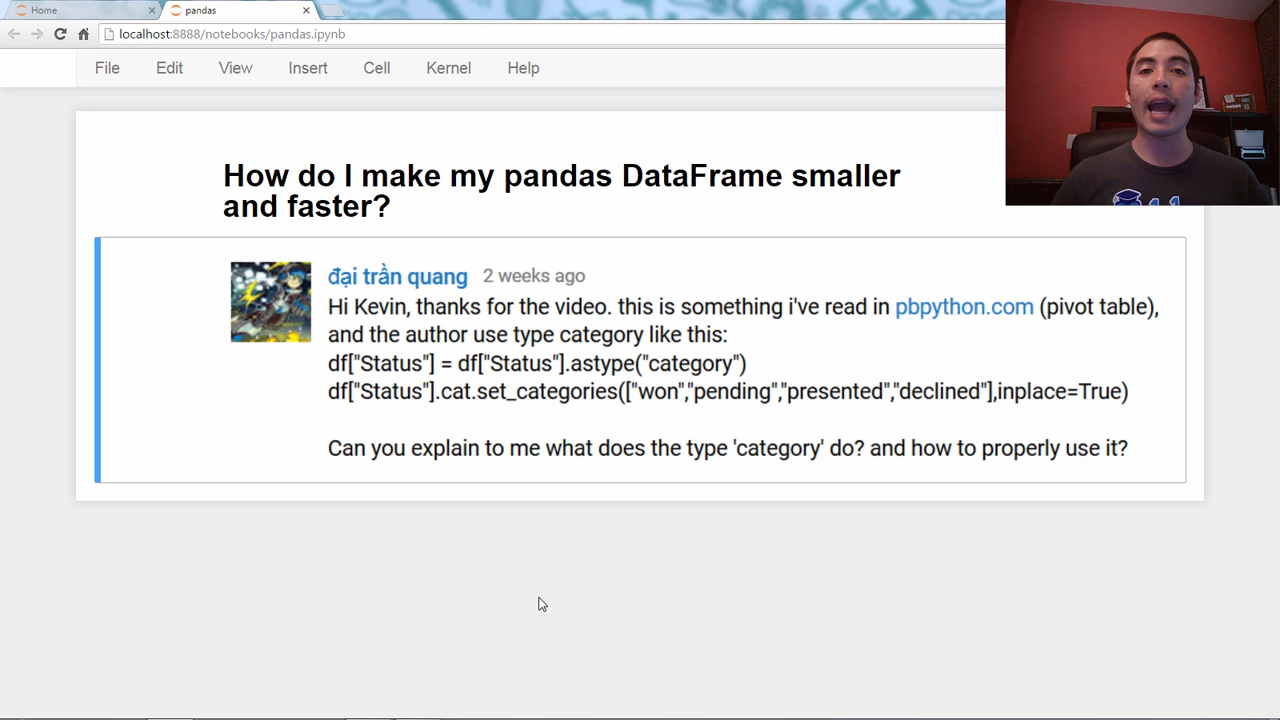 Home
pandas
localhost:8888/notebooks/pandas.ipynb
File Edit View Insert Cell Kernel Help
How do I make my pandas DataFrame smaller
and faster?
đại trần quang 2 weeks ago
Hi Kevin, thanks for the video. this is something i've read in pbpython.com (pivot table),
and the author use type category like this:
df["Status"] = df["Status"].astype("category")
df["Status"].cat.set_categories(["won","pending","presented","declined"],inplace=True)
Can you explain to me what does the type 'category' do? and how to properly use it?